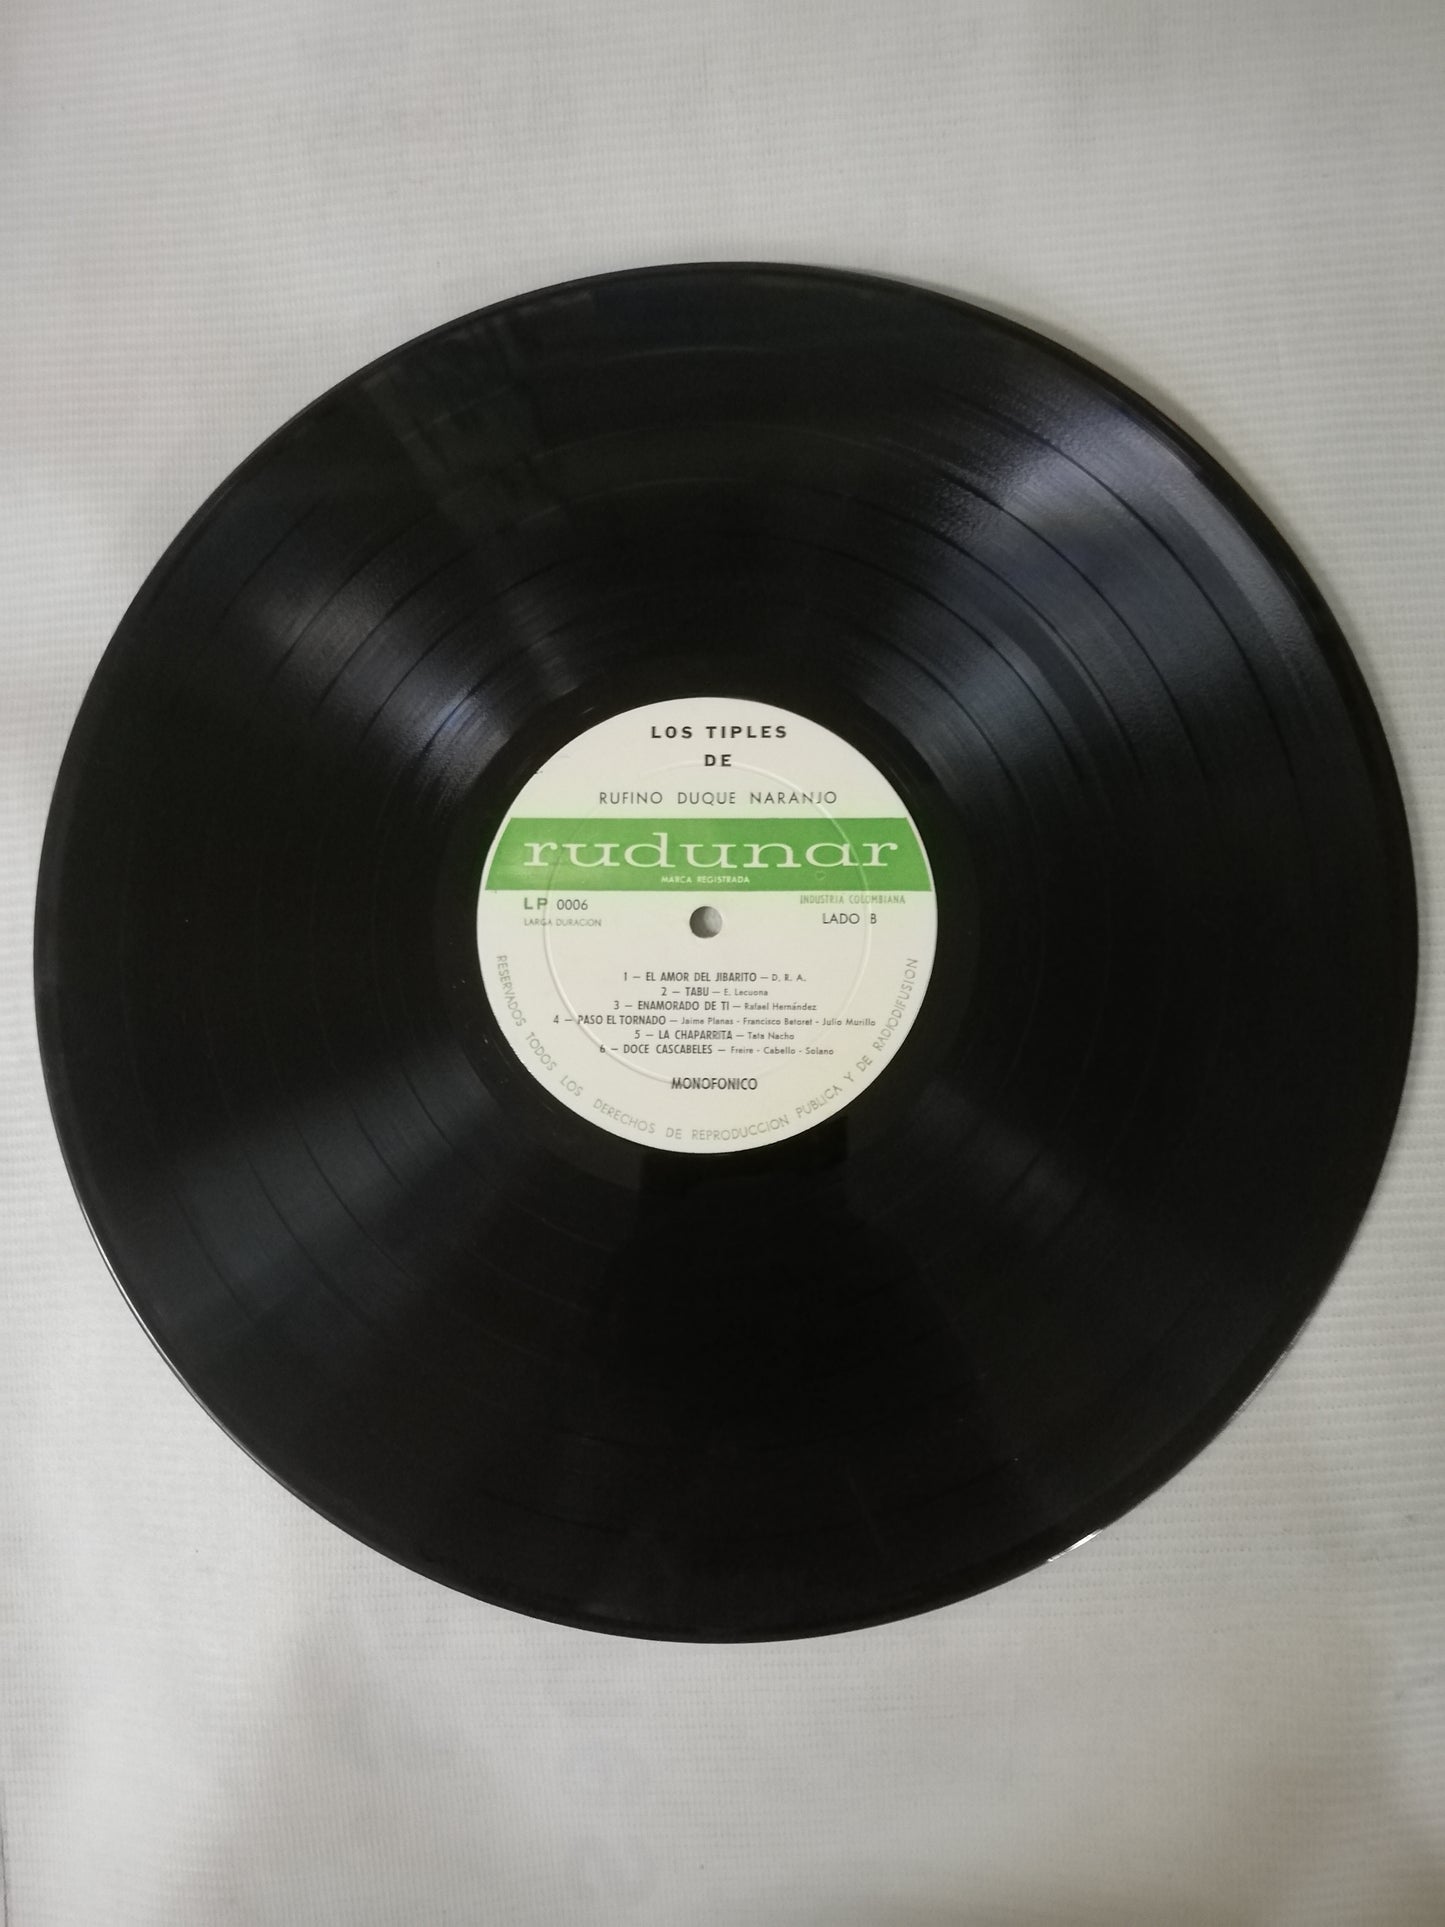 LOS TIPLES
DE
RUFINO DUQUE NARANJO
rudunar
MARCA REGISTRADA
LP 0006
INDUSTRIA COLOMBIANA
LARGA DURACION
LADO B
1 — EL AMOR DEL JIBARITO — D. R. A.
2 — TABU — E. Lecuona
3 — ENAMORADO DE TI — Rafael Hernández
4 — PASO EL TORNADO — Jaime Planas - Francisco Betoret - Julio Murillo
5 — LA CHAPARRITA — Tata Nacho
6 — DOCE CASCABELES — Freire - Cabello - Solano
MONOFONICO
RESERVADOS TODOS LOS DERECHOS DE REPRODUCCION PUBLICA Y DE RADIODIFUSION